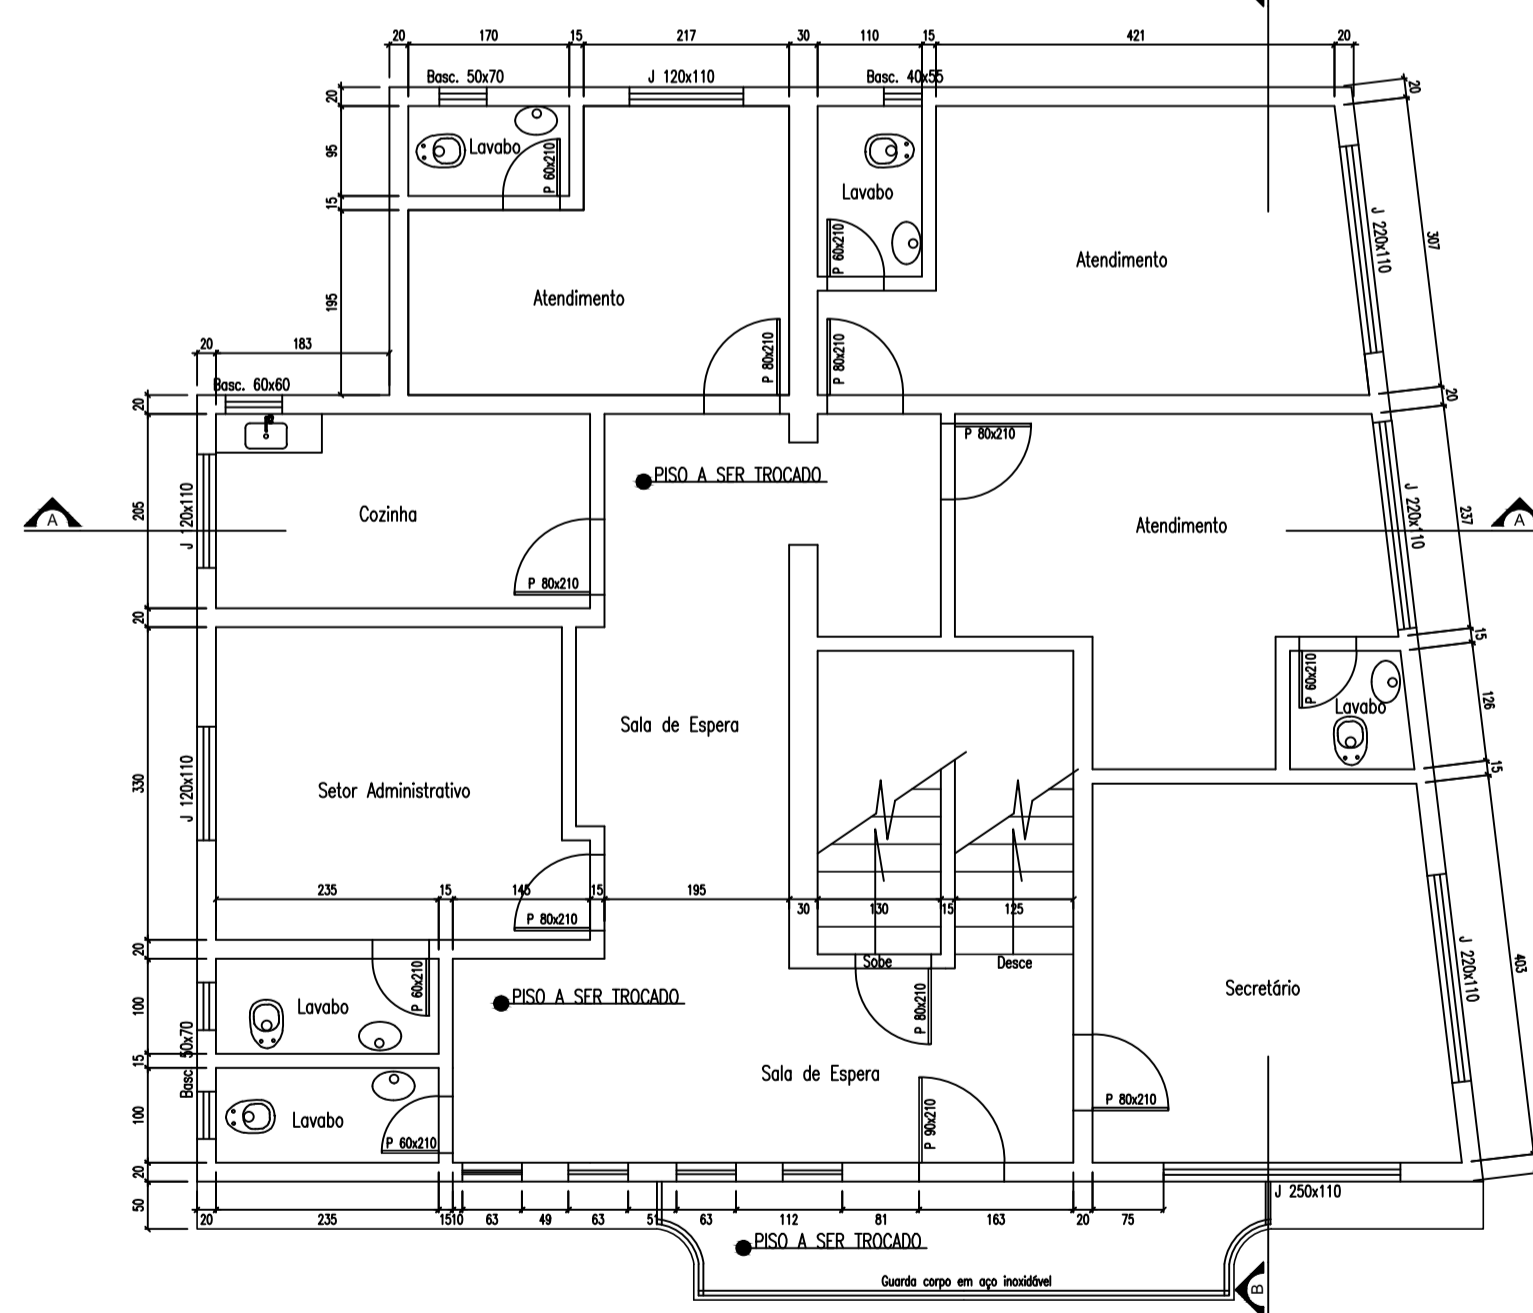 20 170 15 217 30 110 15 421 20
Basc. 50x70
J 120x110
Basc. 40x55
20
20
95
Lavabo
P 60x210
Lavabo
15
P 60x210
J 220x110
307
Atendimento
Atendimento
195
P 80x210
P 80x210
20 183
Basc. 60x60
20
20
P 80x210
PISO A SER TROCADO
J 120x110
205
Cozinha
A
A
Atendimento
J 220x110
237
P 80x210
20
15
P 60x210
Lavabo
126
Sala de Espera
15
330
J 120x110
Setor Administrativo
235 15 145 15 195 30 130 15 125
P 80x210
20
Sobe
Desce
J 220x110
403
P 60x210
PISO A SER TROCADO
Secretário
100
Lavabo
P 80x210
15
Basc. 50x70
Sala de Espera
100
Lavabo
P 60x210
P 90x210
P 80x210
20
50
J 250x110
20 235 15 10 63 49 63 51 63 112 81 163 20 75
PISO A SER TROCADO
Guarda corpo em aço inoxidável
B